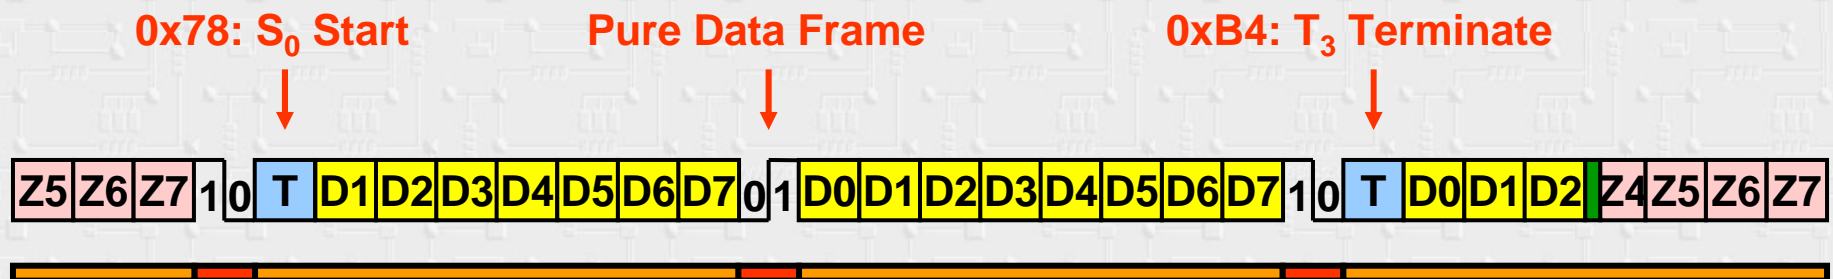 0x78: S0 Start Pure Data Frame 0xB4: T3 Terminate
Z5 Z6 Z7 1 0 T D1 D2 D3 D4 D5 D6 D7 0 1 D0 D1 D2 D3 D4 D5 D6 D7 1 0 T D0 D1 D2 Z4 Z5 Z6 Z7